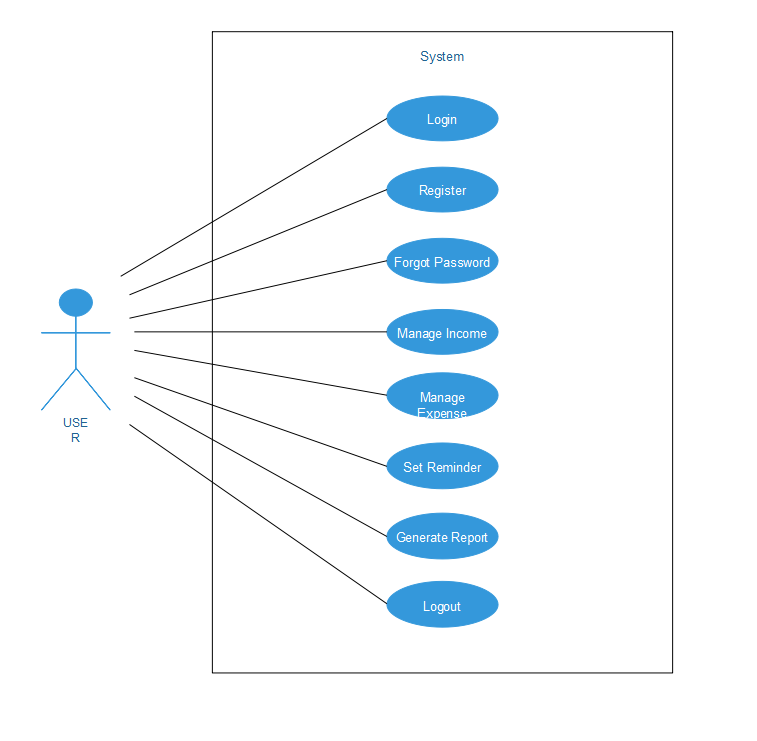 System
Login
Register
Forgot Password
Manage Income
Manage
Expense
Set Reminder
Generate Report
Logout
USE
R